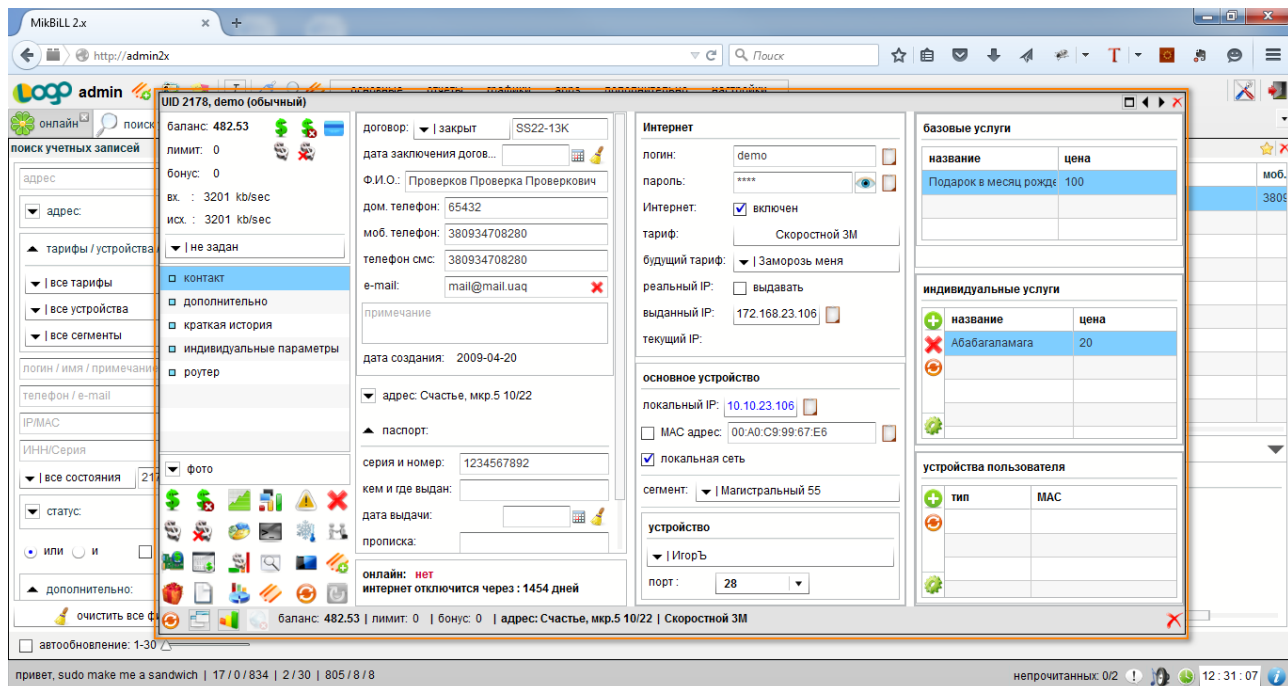 MikBiLL 2.x
http://admin2x
Поиск
Logo admin
UID 2178, demo (обычный)
онлайн
поиск учетных записей
адрес
адрес:
тарифы / устройства
| все тарифы
| все устройства
| все сегменты
логин / имя / примечание
телефон / e-mail
IP/MAC
ИНН/Серия
| все состояния
статус:
или и
дополнительно:
очистить все
автообновление: 1-30
баланс: 482.53
лимит: 0
бонус: 0
вх. : 3201 kb/sec
исх. : 3201 kb/sec
| не задан
контакт
дополнительно
краткая история
индивидуальные параметры
роутер
фото
договор: | закрыт SS22-13K
дата заключения догов...
Ф.И.О.: Проверков Проверка Проверкович
дом. телефон: 65432
моб. телефон: 380934708280
телефон смс: 380934708280
e-mail: mail@mail.uaq
примечание
дата создания: 2009-04-20
адрес: Счастье, мкр.5 10/22
паспорт:
серия и номер: 1234567892
кем и где выдан:
дата выдачи:
прописка:
онлайн: нет
интернет отключится через : 1454 дней
Интернет
логин: demo
пароль: ****
Интернет: включен
тариф: Скоростной 3М
будущий тариф: | Заморозь меня
реальный IP: выдавать
выданный IP: 172.168.23.106
текущий IP:
основное устройство
локальный IP: 10.10.23.106
MAC адрес: 00:A0:C9:99:67:E6
локальная сеть
сегмент: | Магистральный 55
устройство
| ИгорЪ
порт : 28
базовые услуги
название цена
Подарок в месяц рожде 100
индивидуальные услуги
название цена
Абабагаламага 20
устройства пользователя
тип MAC
моб.
3809
баланс: 482.53 | лимит: 0 | бонус: 0 | адрес: Счастье, мкр.5 10/22 | Скоростной 3М
привет, sudo make me a sandwich | 17 / 0 / 834 | 2 / 30 | 805 / 8 / 8
непрочитанных: 0/2 12 : 31 : 07